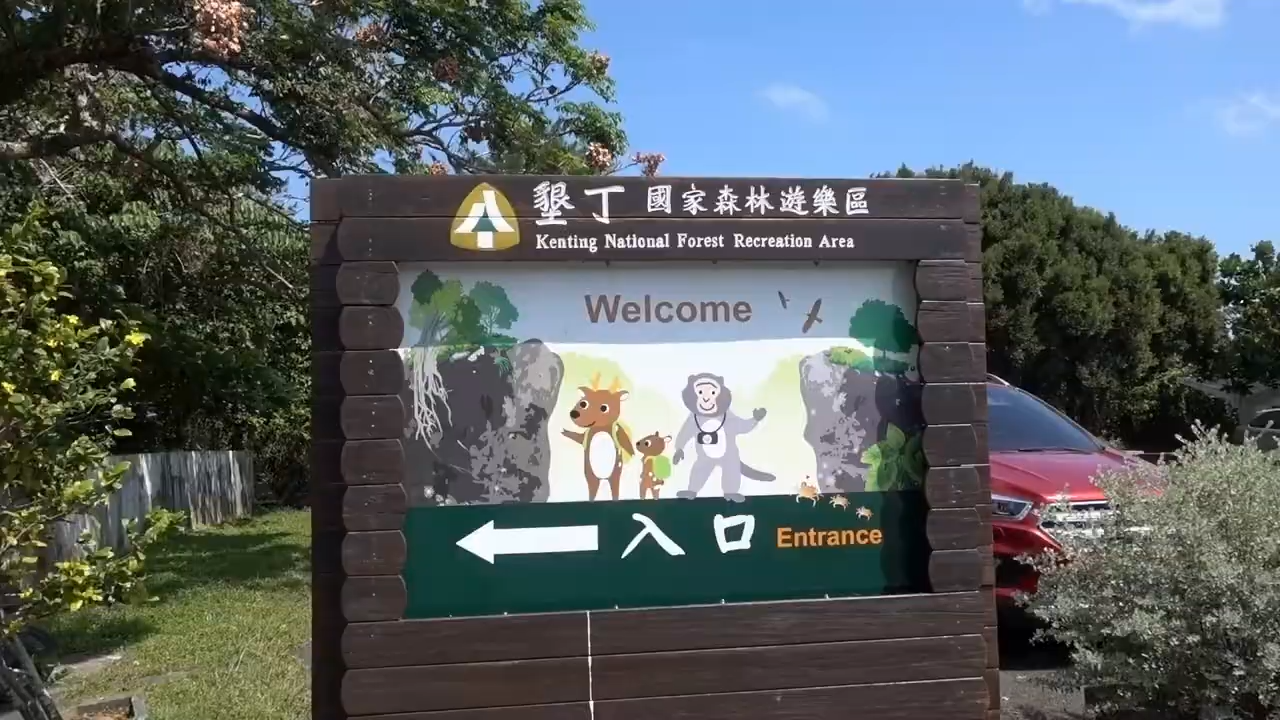 墾丁 國家森林遊樂區
Kenting National Forest Recreation Area
Welcome
入口 Entrance